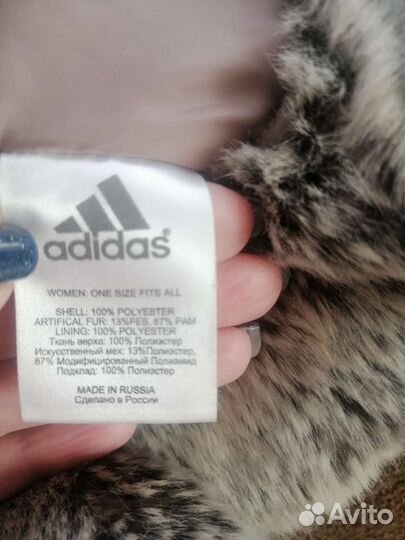 adidas®
WOMEN: ONE SIZE FITS ALL
SHELL: 100% POLYESTER
ARTIFICAL FUR: 13%PES, 87% PAM
LINING: 100% POLYESTER
Ткань верха: 100% Полиэстер
Искусственный мех: 13%Полиэстер,
87% Модифицированный Полиамид
Подклад: 100% Полиэстер
MADE IN RUSSIA
Сделано в России
Avito